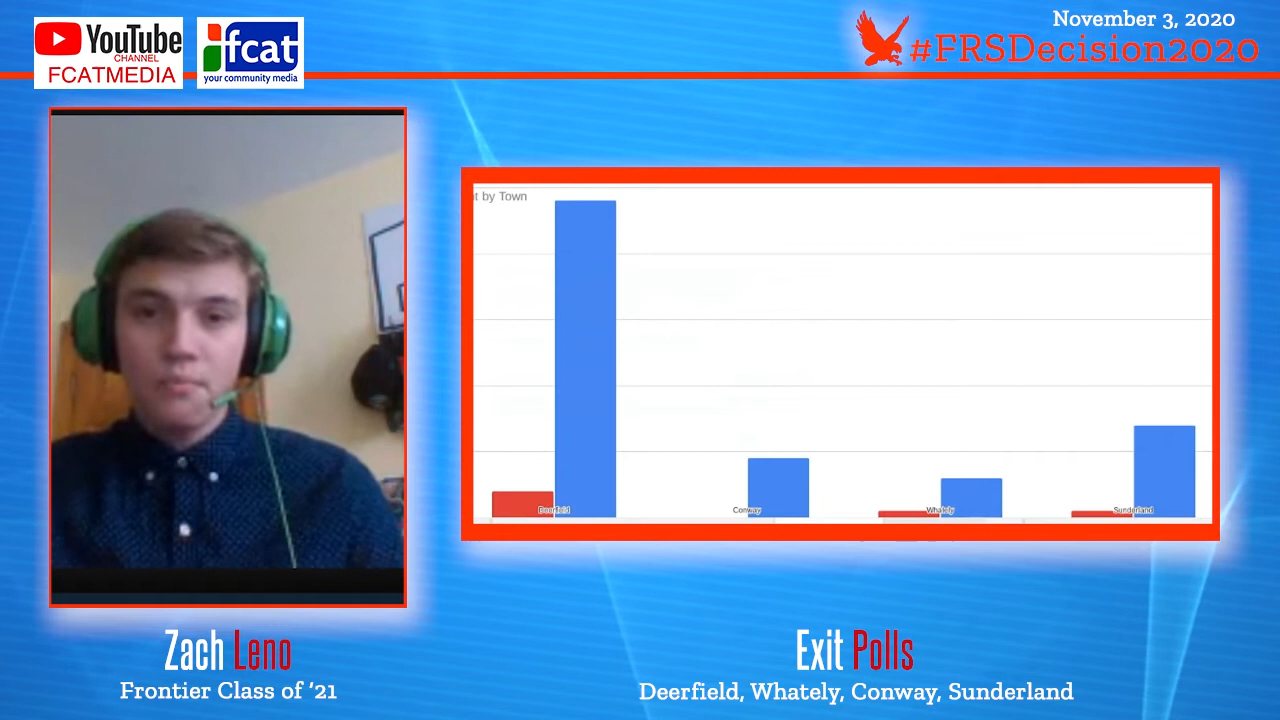 YouTube
CHANNEL
FCATMEDIA
fcat
your community media
November 3, 2020
#FRSDecision2020
t by Town
Deerfield
Conway
Whately
Sunderland
Zach Leno
Frontier Class of '21
Exit Polls
Deerfield, Whately, Conway, Sunderland